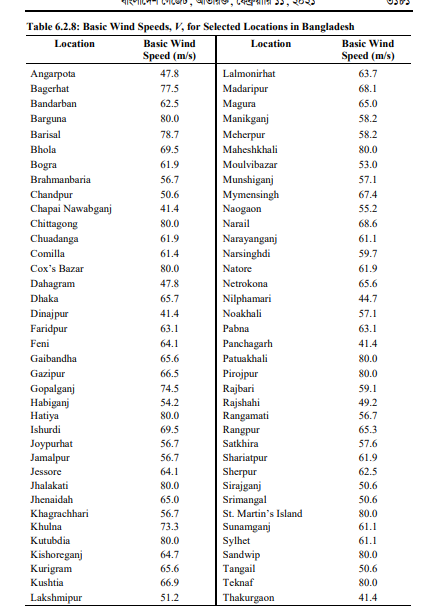 বাংলাদেশ গেজেট, অতিরিক্ত, ফেব্রুয়ারি ১১, ২০২১ ৩১৮১
Table 6.2.8: Basic Wind Speeds, V, for Selected Locations in Bangladesh
Location Basic Wind Location Basic Wind
Speed (m/s) Speed (m/s)
Angarpota 47.8 Lalmonirhat 63.7
Bagerhat 77.5 Madaripur 68.1
Bandarban 62.5 Magura 65.0
Barguna 80.0 Manikganj 58.2
Barisal 78.7 Meherpur 58.2
Bhola 69.5 Maheshkhali 80.0
Bogra 61.9 Moulvibazar 53.0
Brahmanbaria 56.7 Munshiganj 57.1
Chandpur 50.6 Mymensingh 67.4
Chapai Nawabganj 41.4 Naogaon 55.2
Chittagong 80.0 Narail 68.6
Chuadanga 61.9 Narayanganj 61.1
Comilla 61.4 Narsinghdi 59.7
Cox's Bazar 80.0 Natore 61.9
Dahagram 47.8 Netrokona 65.6
Dhaka 65.7 Nilphamari 44.7
Dinajpur 41.4 Noakhali 57.1
Faridpur 63.1 Pabna 63.1
Feni 64.1 Panchagarh 41.4
Gaibandha 65.6 Patuakhali 80.0
Gazipur 66.5 Pirojpur 80.0
Gopalganj 74.5 Rajbari 59.1
Habiganj 54.2 Rajshahi 49.2
Hatiya 80.0 Rangamati 56.7
Ishurdi 69.5 Rangpur 65.3
Joypurhat 56.7 Satkhira 57.6
Jamalpur 56.7 Shariatpur 61.9
Jessore 64.1 Sherpur 62.5
Jhalakati 80.0 Sirajganj 50.6
Jhenaidah 65.0 Srimangal 50.6
Khagrachhari 56.7 St. Martin's Island 80.0
Khulna 73.3 Sunamganj 61.1
Kutubdia 80.0 Sylhet 61.1
Kishoreganj 64.7 Sandwip 80.0
Kurigram 65.6 Tangail 50.6
Kushtia 66.9 Teknaf 80.0
Lakshmipur 51.2 Thakurgaon 41.4